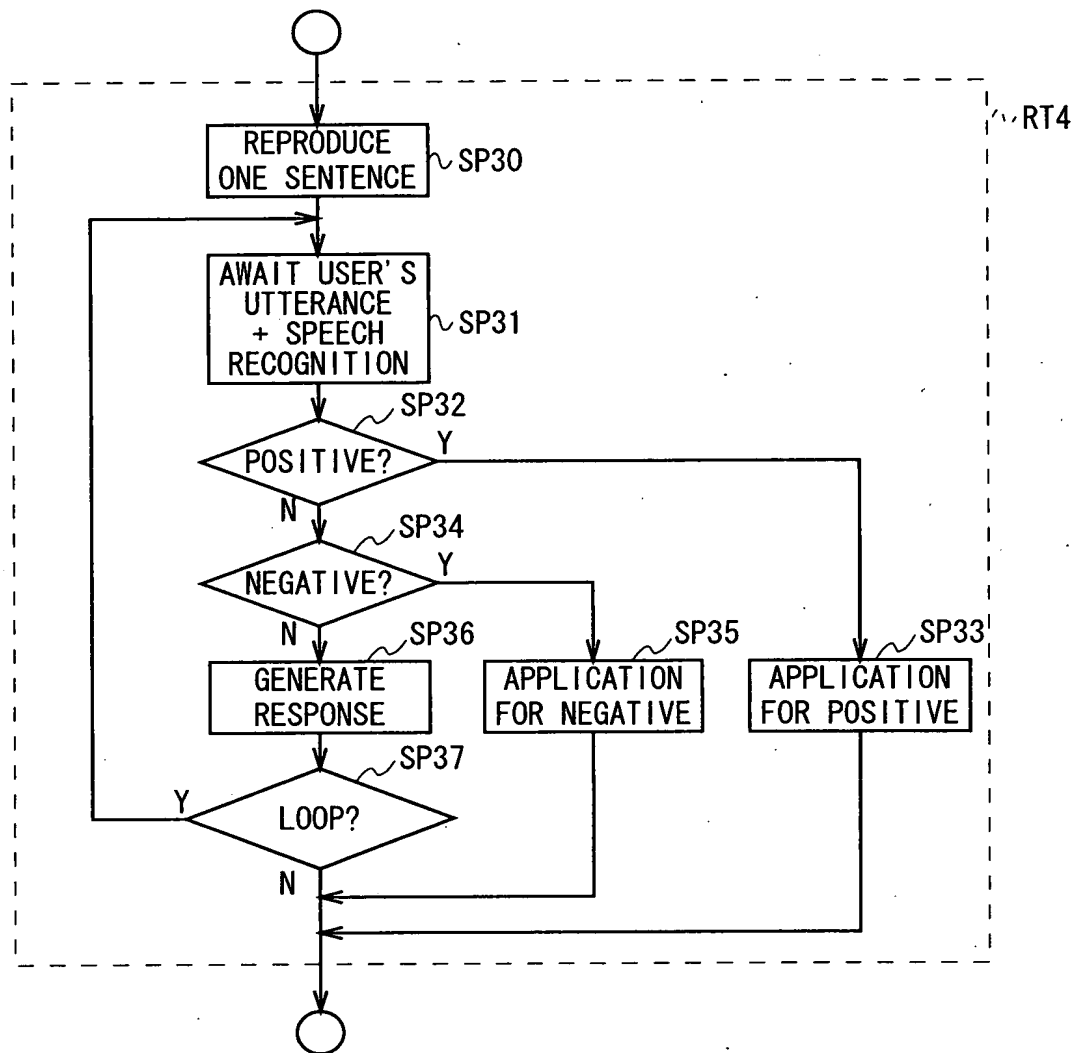 RT4
REPRODUCE
ONE SENTENCE
SP30
AWAIT USER'S
UTTERANCE
+ SPEECH
RECOGNITION
SP31
SP32
POSITIVE?
Y
N
SP34
NEGATIVE?
Y
N
SP36
GENERATE
RESPONSE
SP35
APPLICATION
FOR NEGATIVE
SP33
APPLICATION
FOR POSITIVE
SP37
Y
LOOP?
N